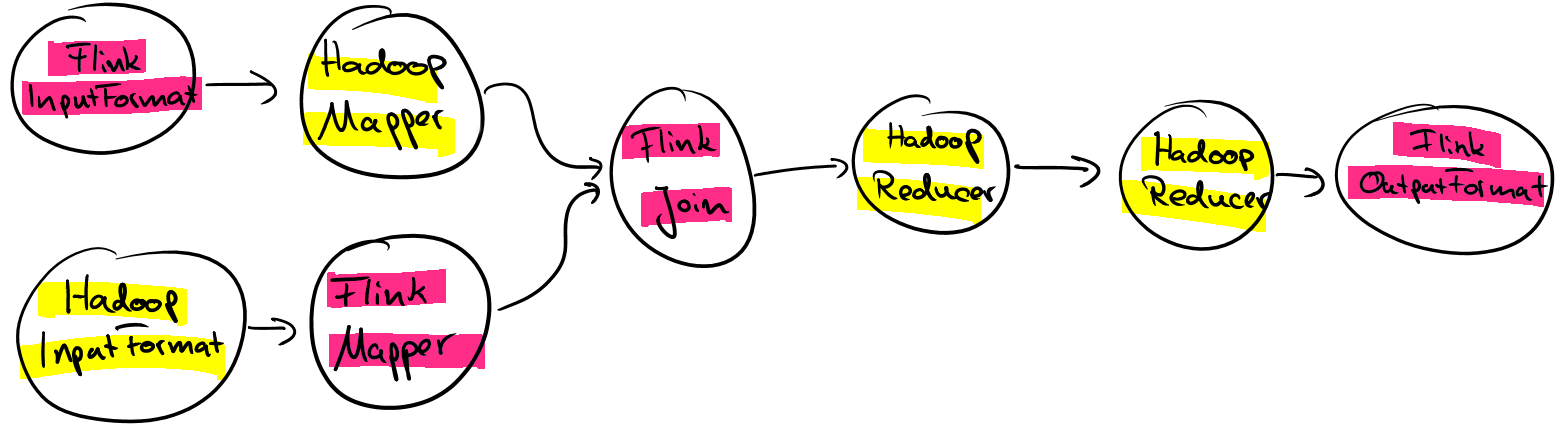 Flink
InputFormat
Hadoop
Mapper
Hadoop
InputFormat
Flink
Mapper
Flink
Join
Hadoop
Reducer
Hadoop
Reducer
Flink
OutputFormat